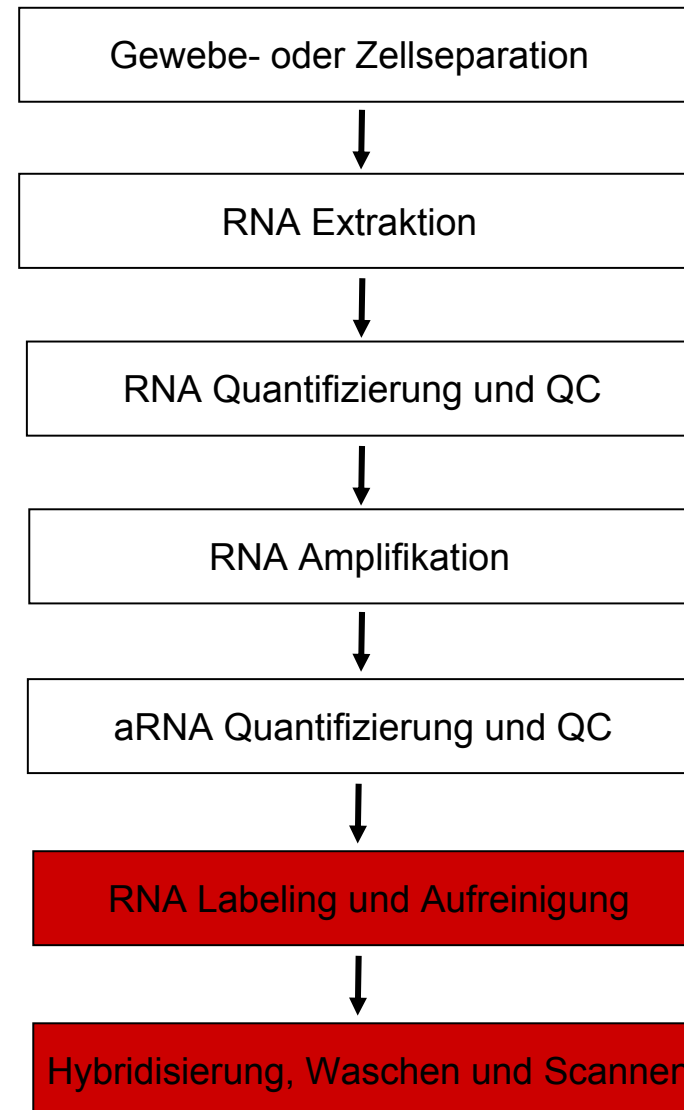 Gewebe- oder Zellseparation
RNA Extraktion
RNA Quantifizierung und QC
RNA Amplifikation
aRNA Quantifizierung und QC
RNA Labeling und Aufreinigung
Hybridisierung, Waschen und Scannen